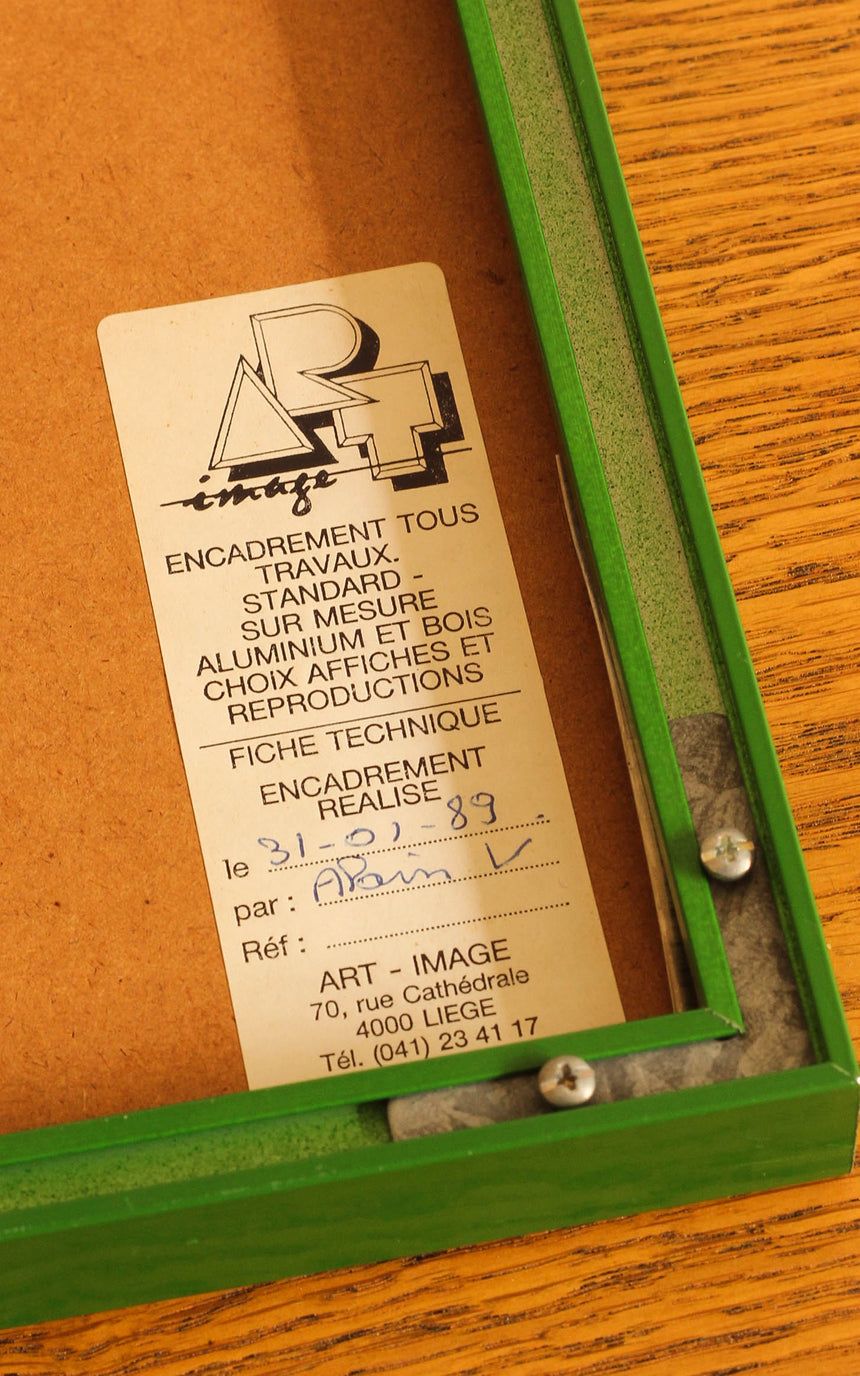 ART
image
ENCADREMENT TOUS
TRAVAUX.
STANDARD -
SUR MESURE
ALUMINIUM ET BOIS
CHOIX AFFICHES ET
REPRODUCTIONS
FICHE TECHNIQUE
ENCADREMENT
REALISE
le 31-01-89.
par : Alain V
Réf :
ART - IMAGE
70, rue Cathédrale
4000 LIEGE
Tél. (041) 23 41 17